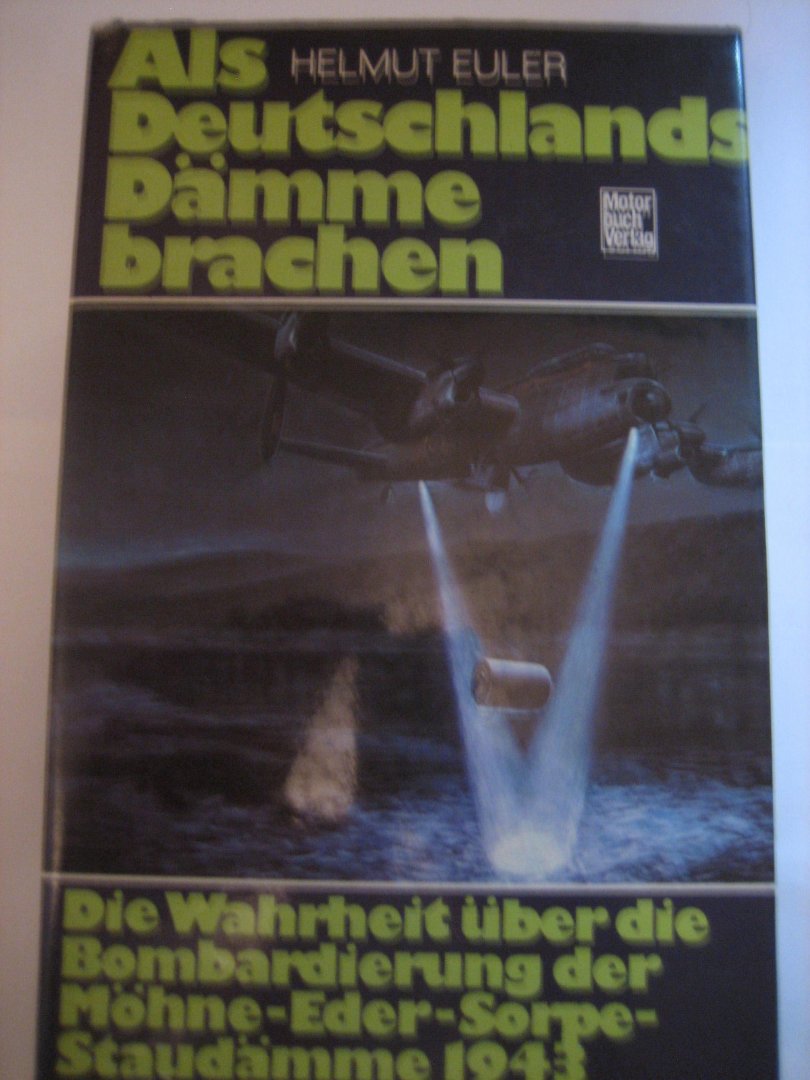 Als
HELMUT EULER
Deutschlands
Dämme
brachen
Motor
buch
Verlag
Die Wahrheit über die
Bombardierung der
Möhne-Eder-Sorpe-
Staudämme 1943